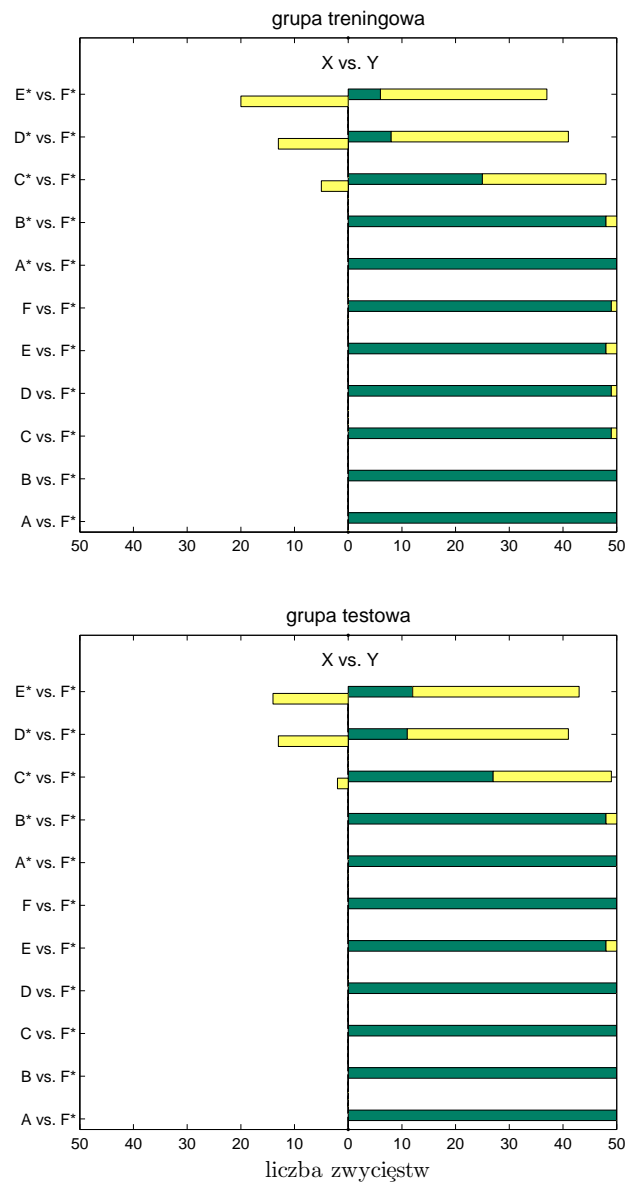 grupa treningowa
X vs. Y
E* vs. F*
D* vs. F*
C* vs. F*
B* vs. F*
A* vs. F*
F vs. F*
E vs. F*
D vs. F*
C vs. F*
B vs. F*
A vs. F*
50 40 30 20 10 0 10 20 30 40 50
grupa testowa
X vs. Y
E* vs. F*
D* vs. F*
C* vs. F*
B* vs. F*
A* vs. F*
F vs. F*
E vs. F*
D vs. F*
C vs. F*
B vs. F*
A vs. F*
50 40 30 20 10 0 10 20 30 40 50
liczba zwycięstw